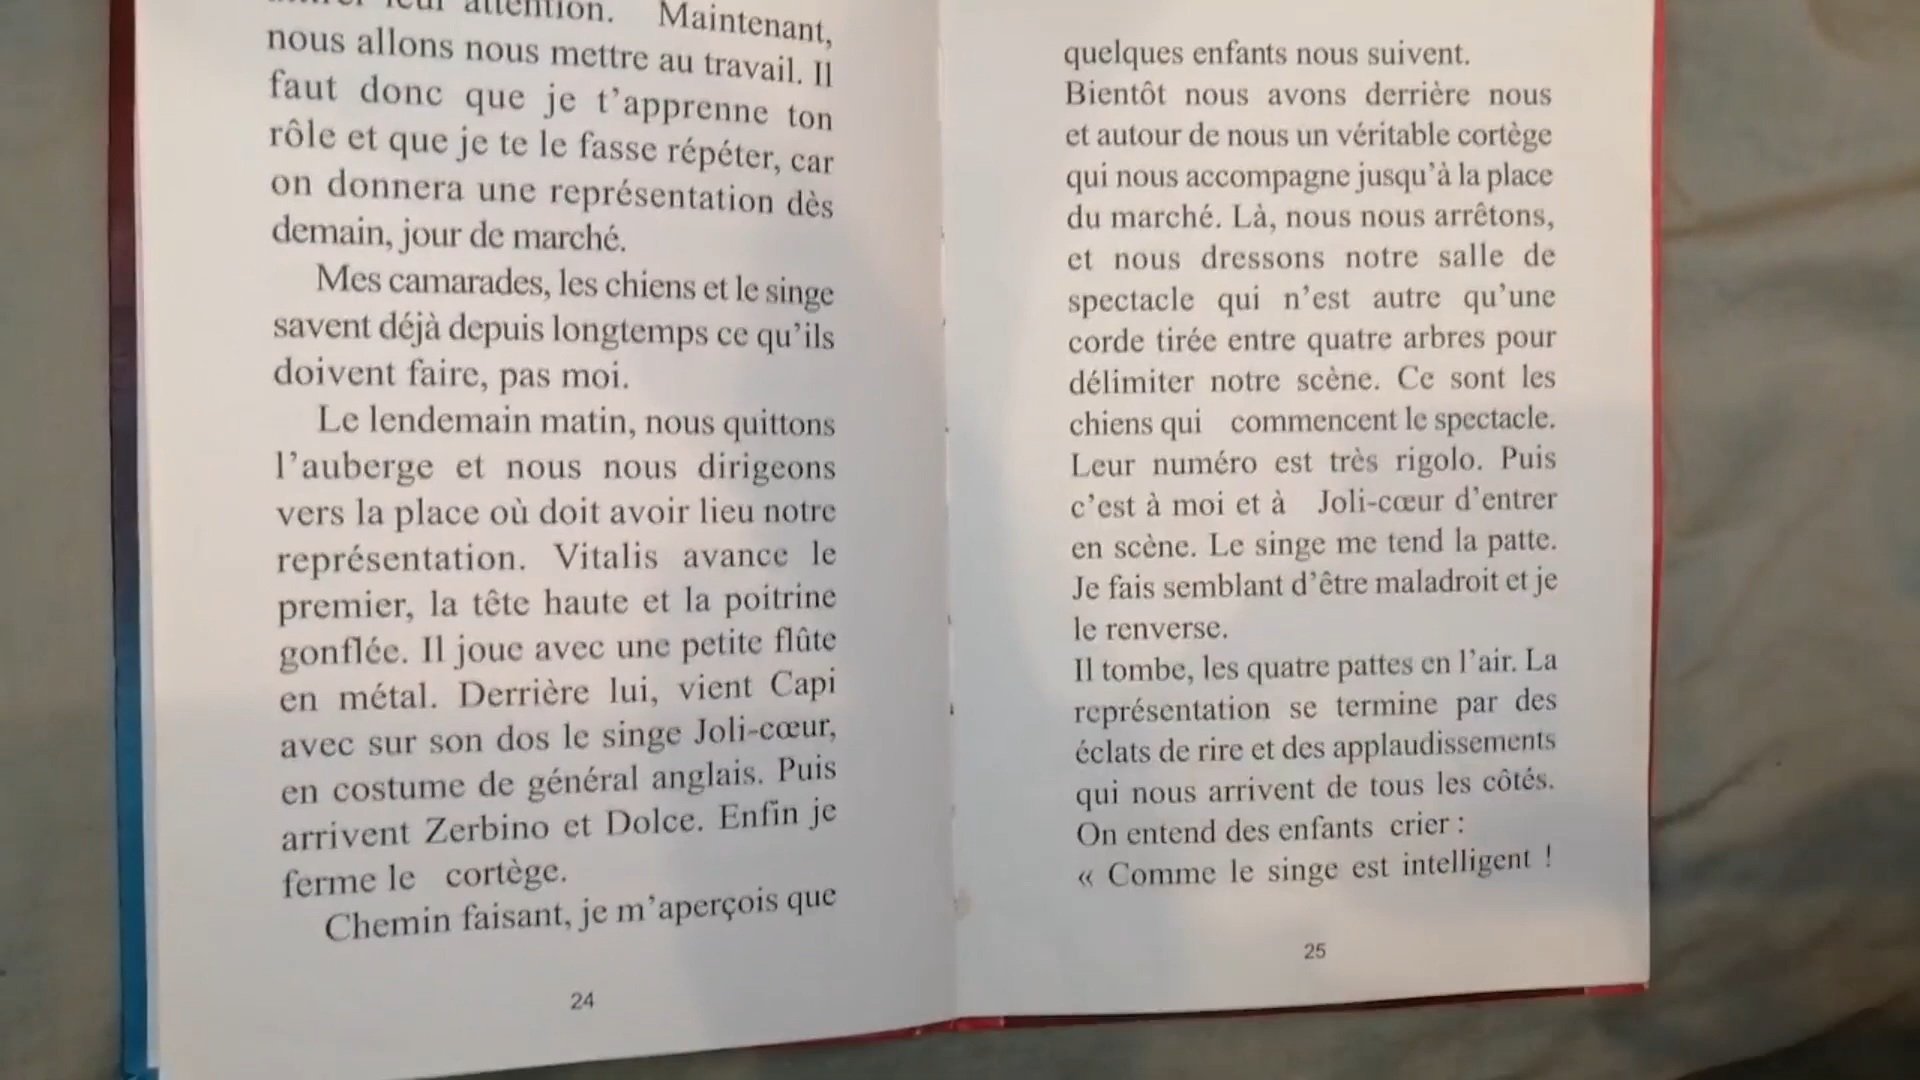 leur attention. Maintenant,
nous allons nous mettre au travail. Il
faut donc que je t'apprenne ton
rôle et que je te le fasse répéter, car
on donnera une représentation dès
demain, jour de marché.
Mes camarades, les chiens et le singe
savent déjà depuis longtemps ce qu'ils
doivent faire, pas moi.
Le lendemain matin, nous quittons
l'auberge et nous nous dirigeons
vers la place où doit avoir lieu notre
représentation. Vitalis avance le
premier, la tête haute et la poitrine
gonflée. Il joue avec une petite flûte
en métal. Derrière lui, vient Capi
avec sur son dos le singe Joli-cœur,
en costume de général anglais. Puis
arrivent Zerbino et Dolce. Enfin je
ferme le cortège.
Chemin faisant, je m'aperçois que
24
quelques enfants nous suivent.
Bientôt nous avons derrière nous
et autour de nous un véritable cortège
qui nous accompagne jusqu'à la place
du marché. Là, nous nous arrêtons,
et nous dressons notre salle de
spectacle qui n'est autre qu'une
corde tirée entre quatre arbres pour
délimiter notre scène. Ce sont les
chiens qui commencent le spectacle.
Leur numéro est très rigolo. Puis
c'est à moi et à Joli-cœur d'entrer
en scène. Le singe me tend la patte.
Je fais semblant d'être maladroit et je
le renverse.
Il tombe, les quatre pattes en l'air. La
représentation se termine par des
éclats de rire et des applaudissements
qui nous arrivent de tous les côtés.
On entend des enfants crier :
« Comme le singe est intelligent !
25